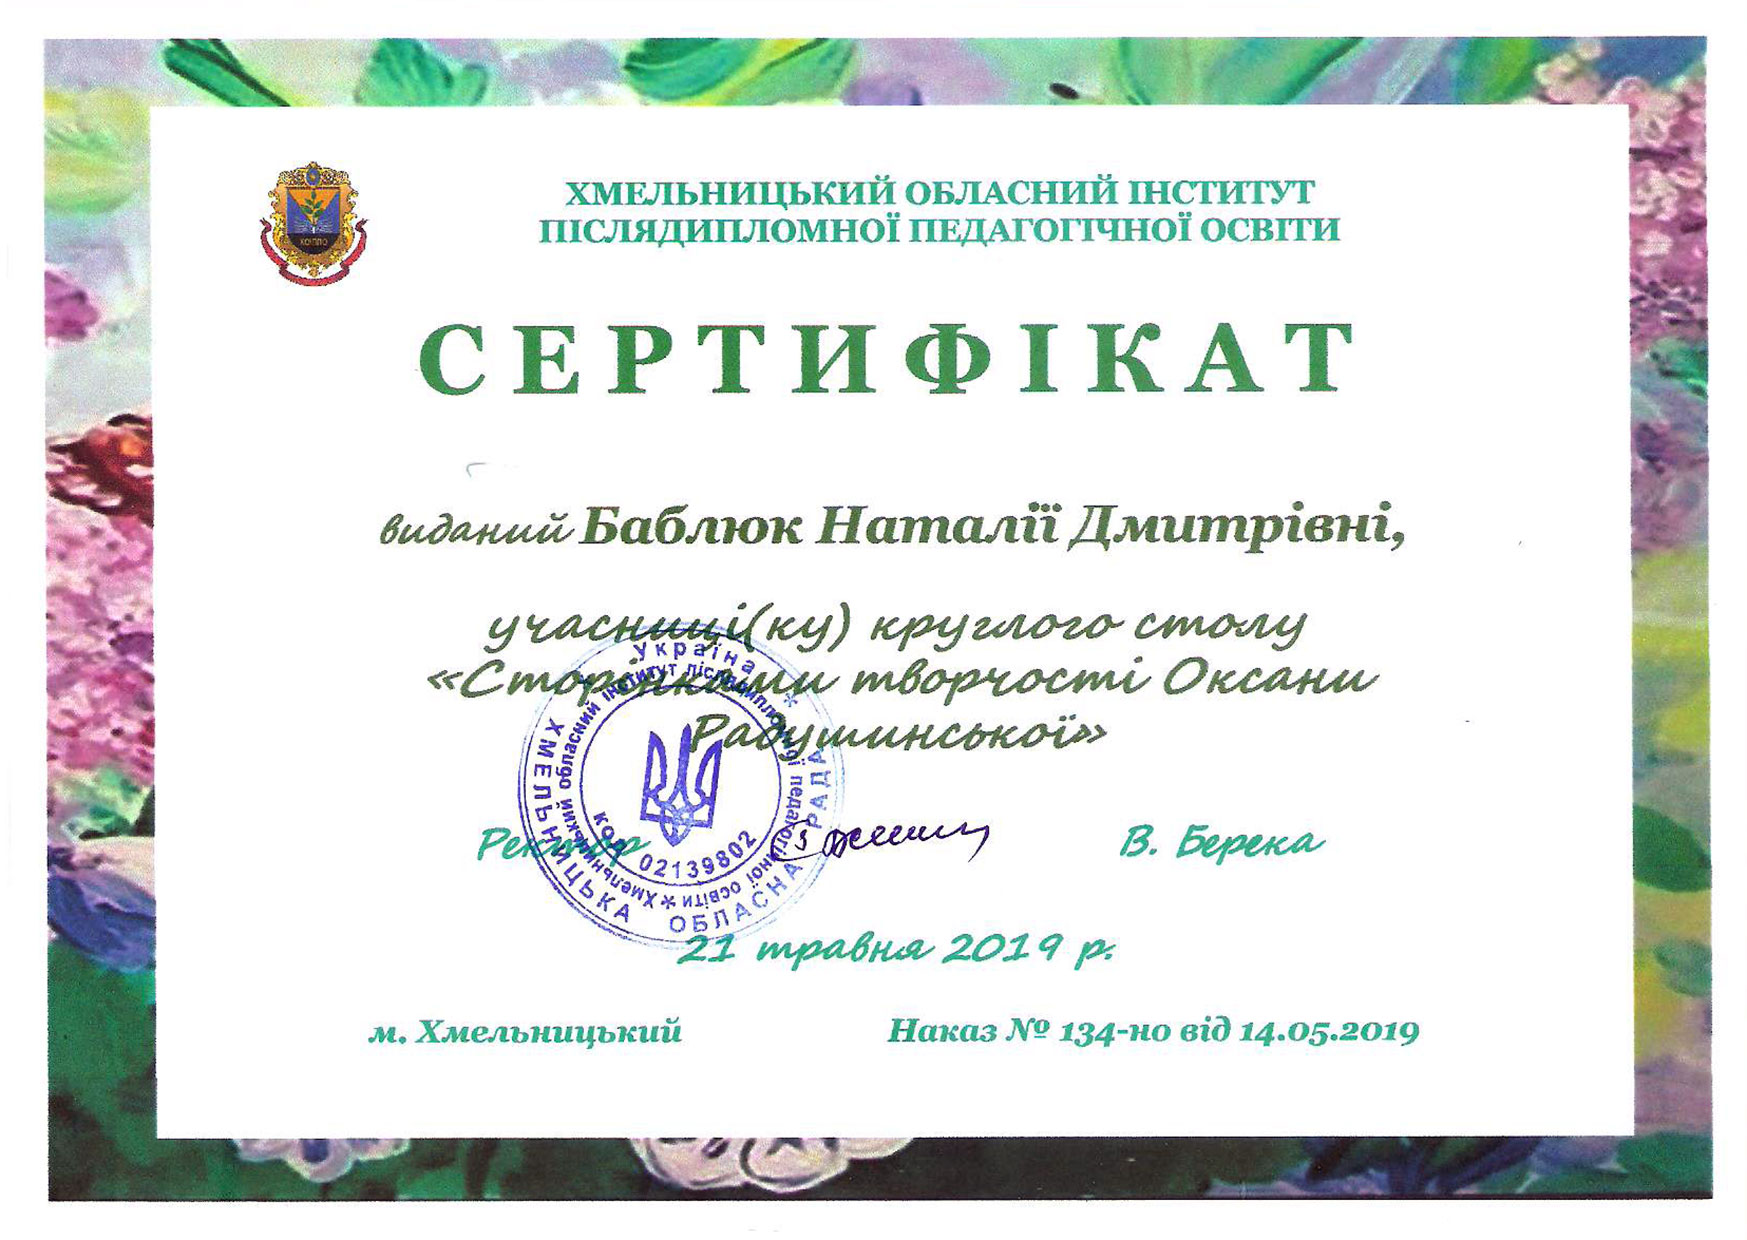 ХМЕЛЬНИЦЬКИЙ ОБЛАСНИЙ ІНСТИТУТ
ПІСЛЯДИПЛОМНОЇ ПЕДАГОГІЧНОЇ ОСВІТИ
КОІППО
СЕРТИФІКАТ
виданий Баблюк Наталії Дмитрівні,
учасниці(ку) круглого столу
«Сторінками творчості Оксани
Радушинської»
Україна
ХМЕЛЬНИЦЬКА ОБЛАСНА РАДА
Хмельницький обласний інститут післядипломної педагогічної освіти
код 02139802
Ректор В. Берека
21 травня 2019 р.
м. Хмельницький Наказ № 134-но від 14.05.2019